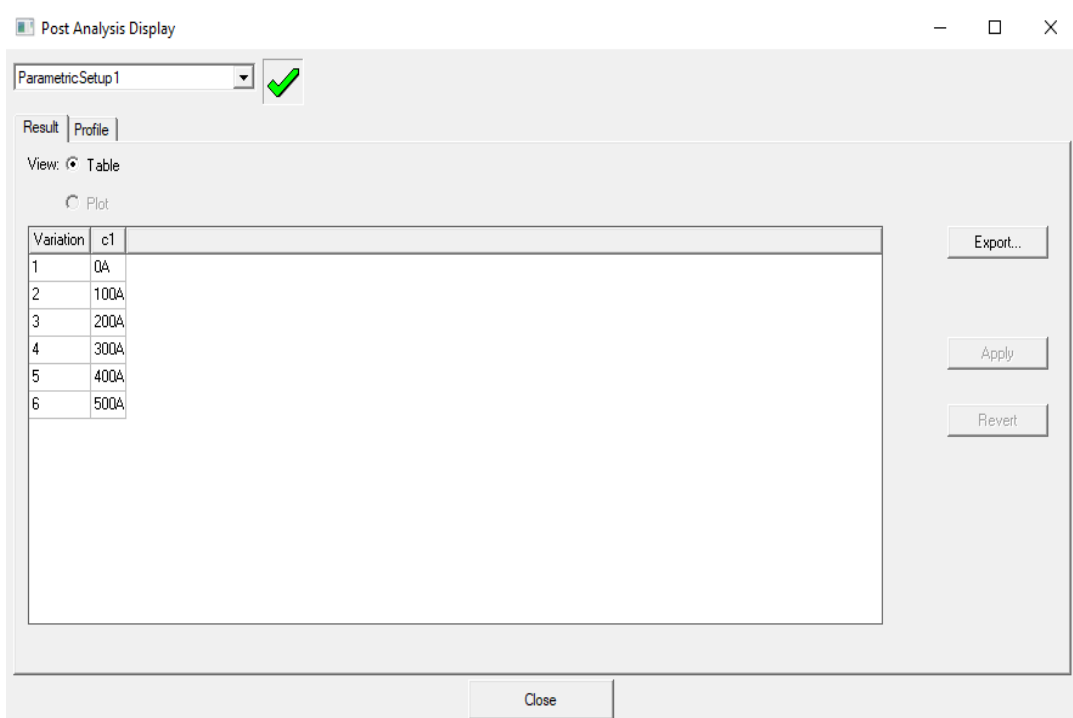 Post Analysis Display
ParametricSetup1
Result Profile
View: Table
Plot
Variation c1
1 0A
2 100A
3 200A
4 300A
5 400A
6 500A
Export...
Apply
Revert
Close